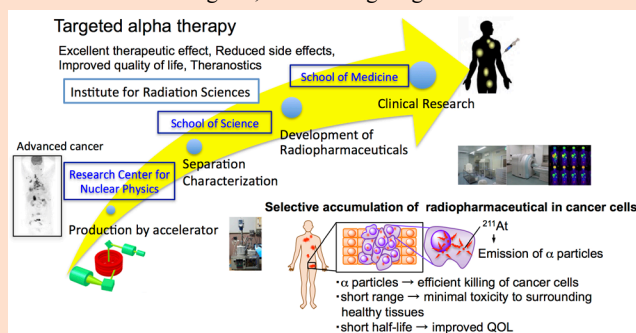 Targeted alpha therapy
Excellent therapeutic effect, Reduced side effects,
Improved quality of life, Theranostics
Institute for Radiation Sciences
School of Medicine
Clinical Research
School of Science
Development of
Radiopharmaceuticals
Advanced cancer
Research Center for
Nuclear Physics
Separation
Characterization
Production by accelerator
Selective accumulation of radiopharmaceutical in cancer cells
²¹¹At
Emission of α particles
・α particles → efficient killing of cancer cells
・short range → minimal toxicity to surrounding
healthy tissues
・short half-life → improved QOL